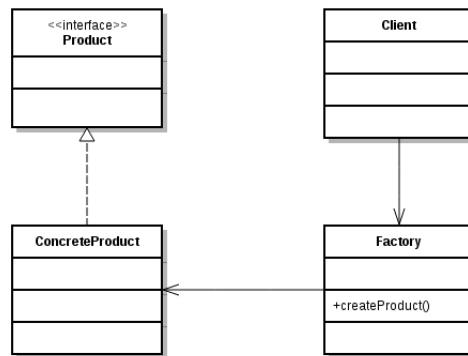 <<interface>>
Product
Client
ConcreteProduct
Factory
+createProduct()